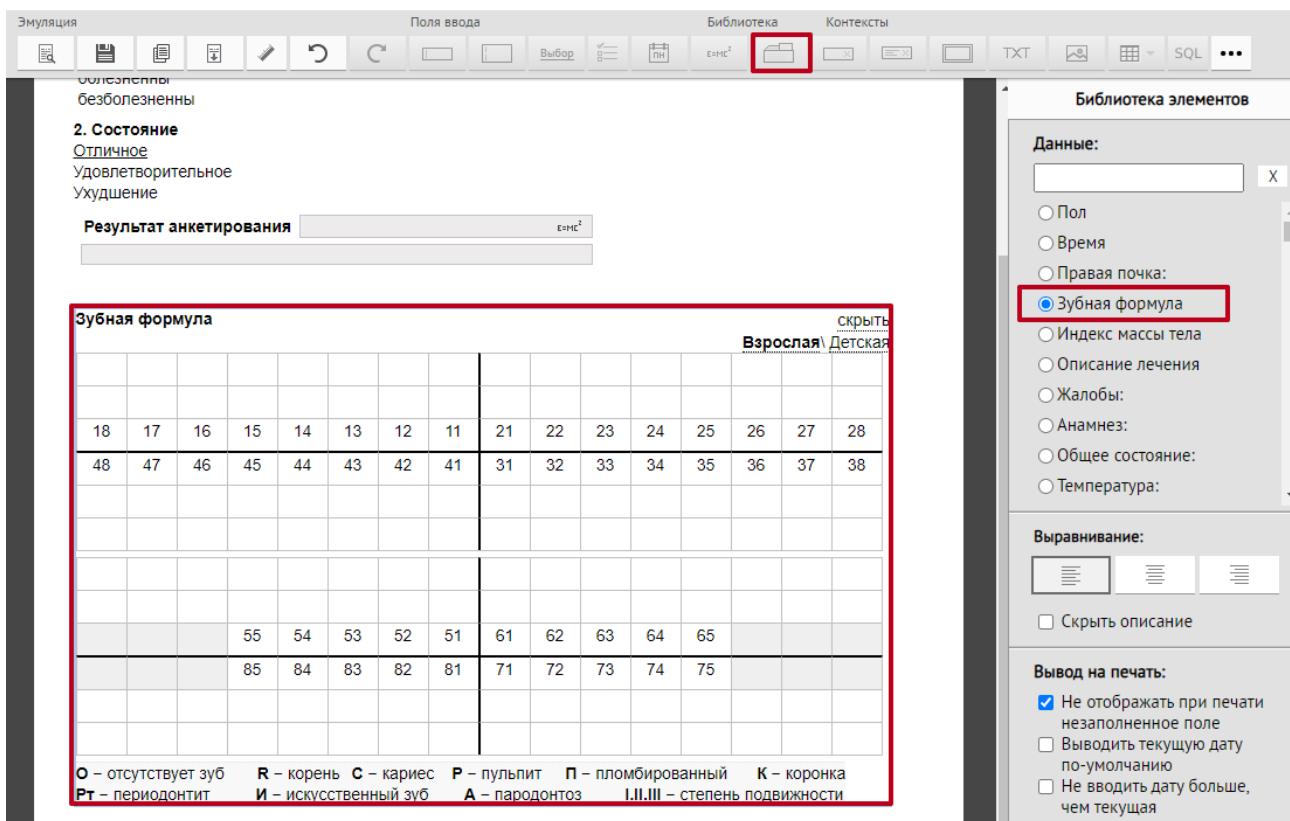 Эмуляция Поля ввода Библиотека Контексты
Выбор ПН E=MC² TXT SQL
болезненны
безболезненны
2. Состояние
Отличное
Удовлетворительное
Ухудшение
Результат анкетирования E=MC²
Зубная формула скрыть
Взрослая\ Детская
18 17 16 15 14 13 12 11 21 22 23 24 25 26 27 28
48 47 46 45 44 43 42 41 31 32 33 34 35 36 37 38
55 54 53 52 51 61 62 63 64 65
85 84 83 82 81 71 72 73 74 75
О – отсутствует зуб R – корень С – кариес Р – пульпит П – пломбированный К – коронка
Рт – периодонтит И – искусственный зуб А – пародонтоз I.II.III – степень подвижности
Библиотека элементов
Данные:
X
Пол
Время
Правая почка:
Зубная формула
Индекс массы тела
Описание лечения
Жалобы:
Анамнез:
Общее состояние:
Температура:
Выравнивание:
Скрыть описание
Вывод на печать:
Не отображать при печати
незаполненное поле
Выводить текущую дату
по-умолчанию
Не вводить дату больше,
чем текущая